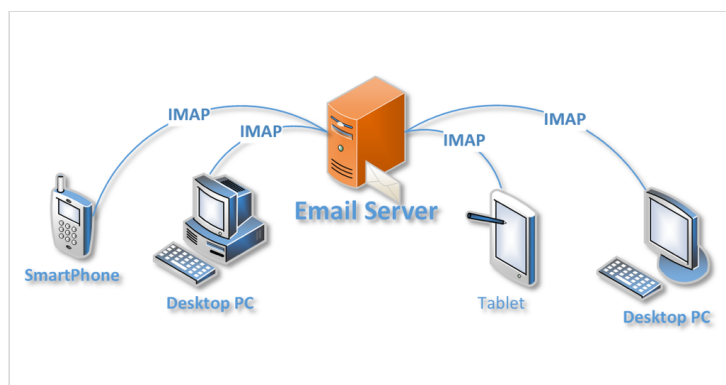 IMAP
IMAP
IMAP
IMAP
Email Server
SmartPhone
Desktop PC
Tablet
Desktop PC